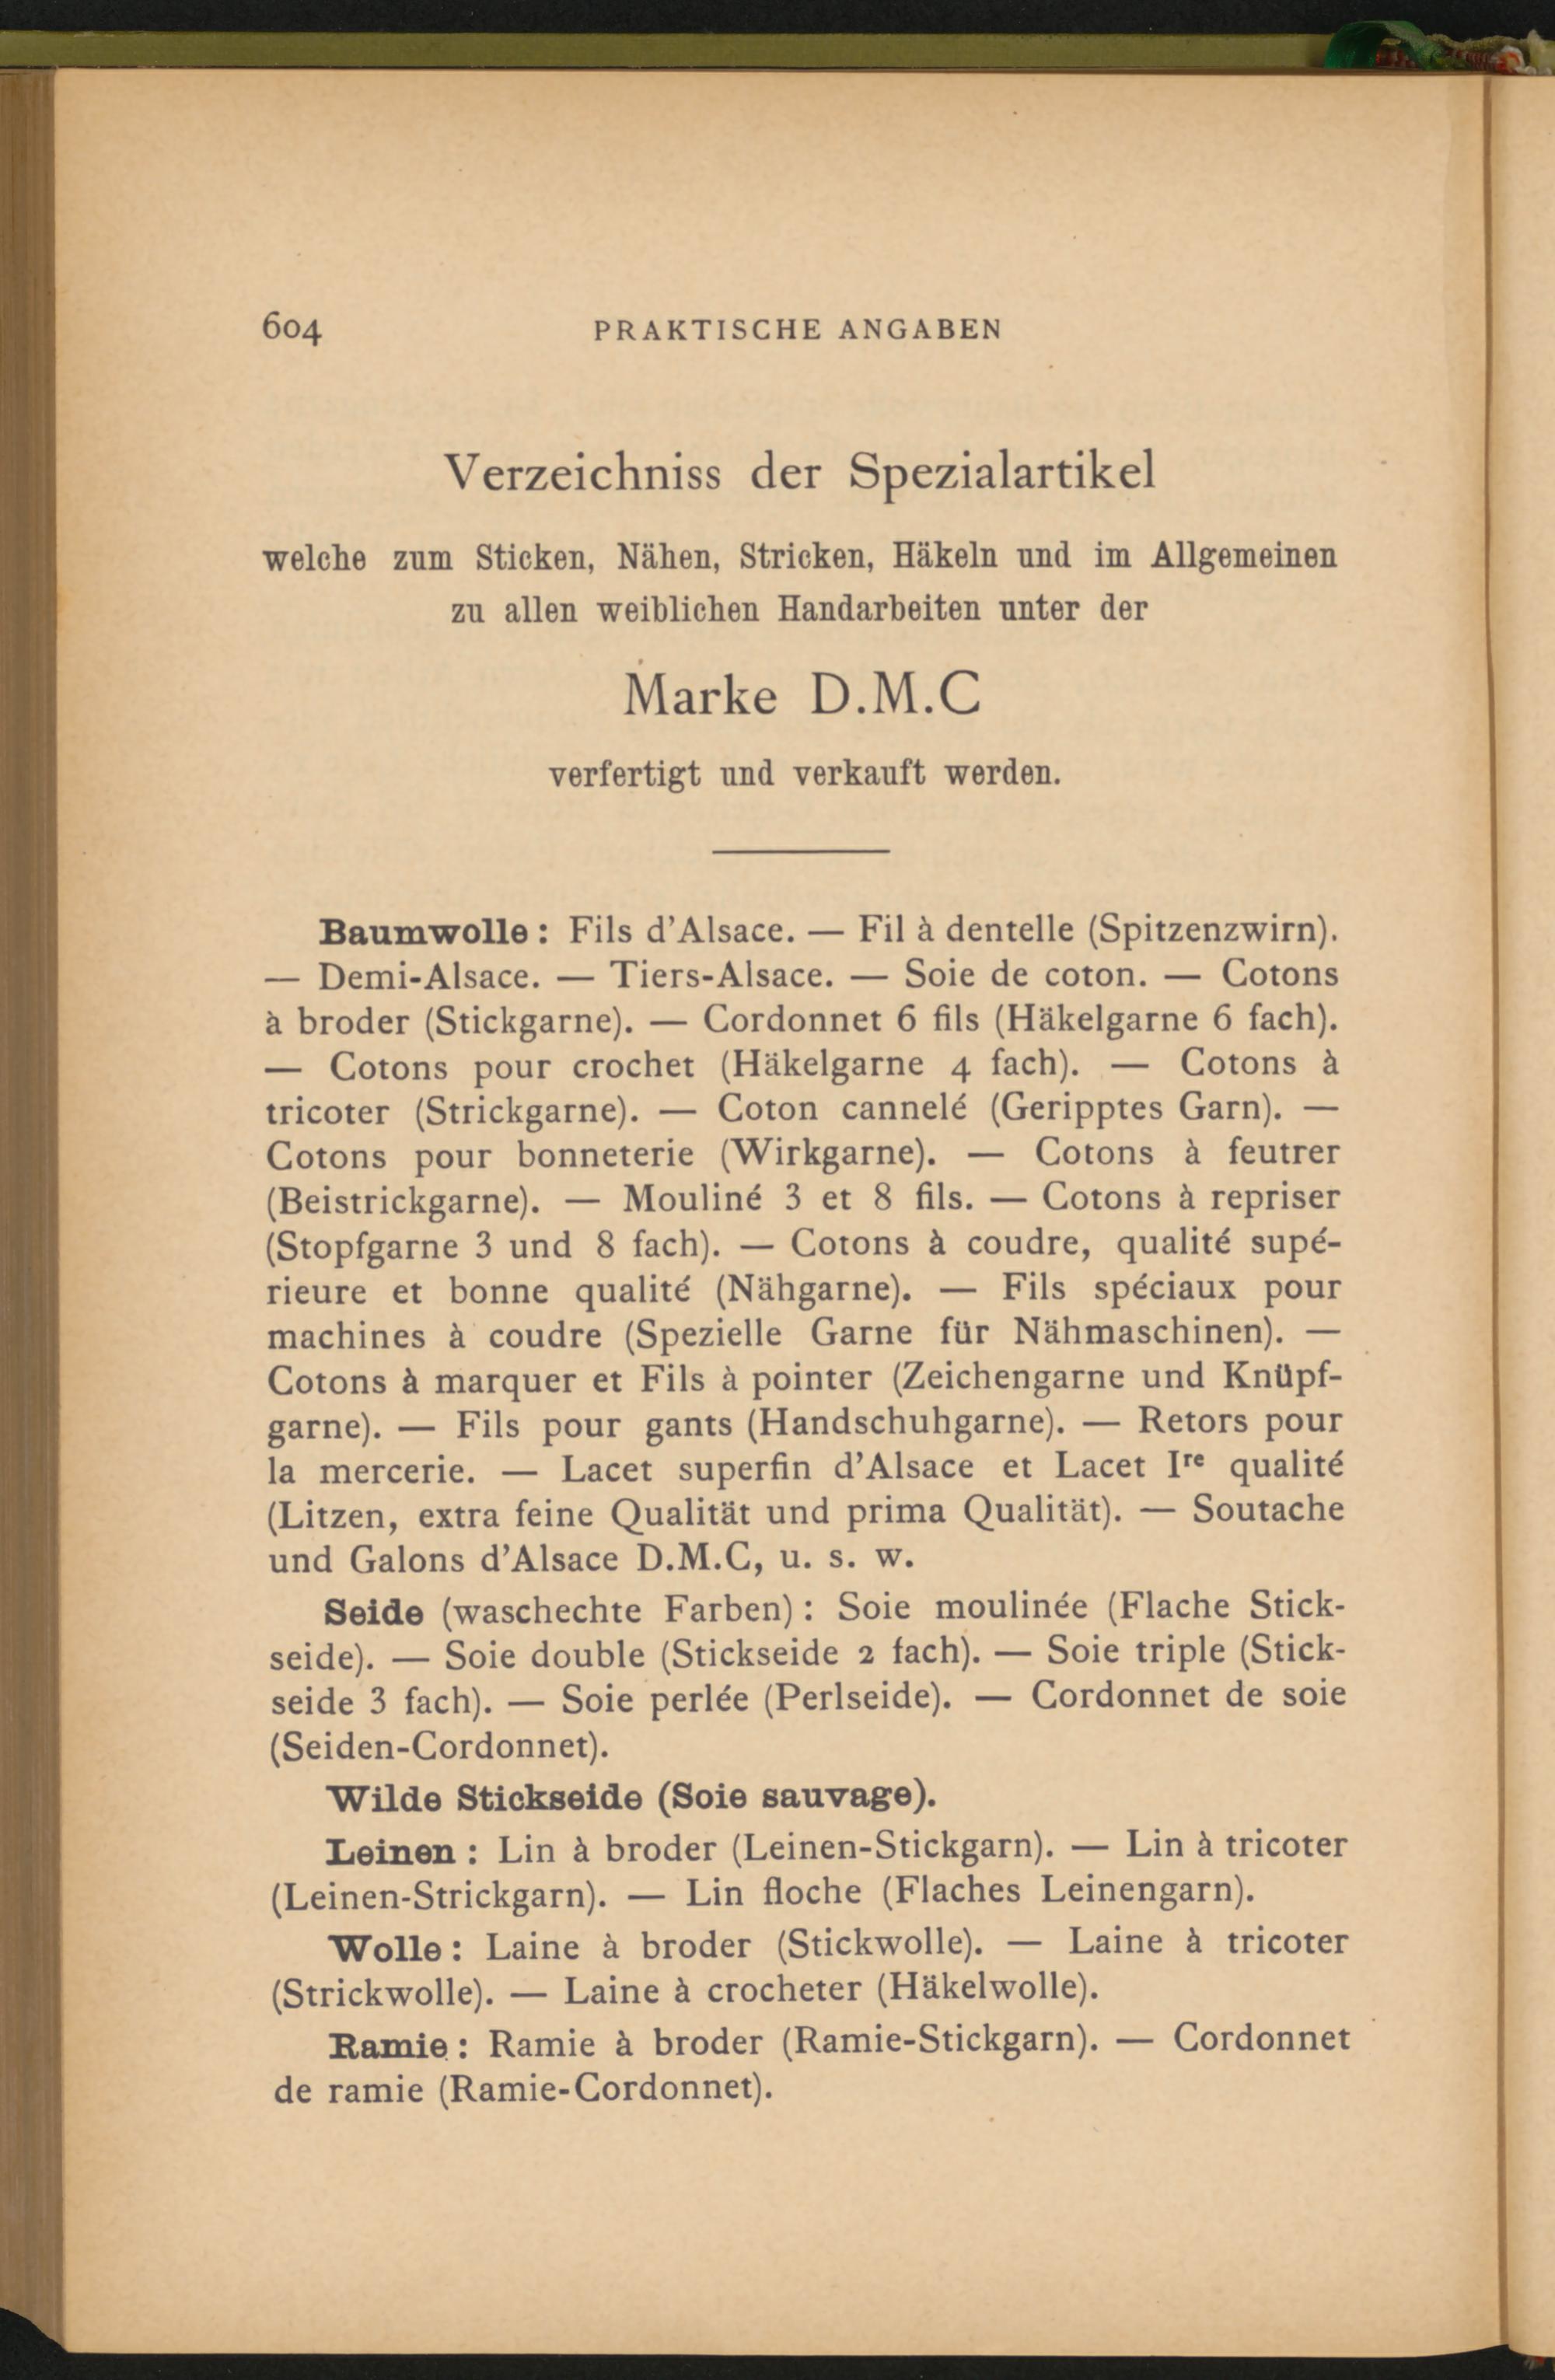 604 PRAKTISCHE ANGABEN
Verzeichniss der Spezialartikel
welche zum Sticken, Nähen, Stricken, Häkeln und im Allgemeinen
zu allen weiblichen Handarbeiten unter der
Marke D.M.C
verfertigt und verkauft werden.
Baumwolle : Fils d'Alsace. — Fil à dentelle (Spitzenzwirn).
— Demi-Alsace. — Tiers-Alsace. — Soie de coton. — Cotons
à broder (Stickgarne). — Cordonnet 6 fils (Häkelgarne 6 fach).
— Cotons pour crochet (Häkelgarne 4 fach). — Cotons à
tricoter (Strickgarne). — Coton cannelé (Geripptes Garn). —
Cotons pour bonneterie (Wirkgarne). — Cotons à feutrer
(Beistrickgarne). — Mouliné 3 et 8 fils. — Cotons à repriser
(Stopfgarne 3 und 8 fach). — Cotons à coudre, qualité supé-
rieure et bonne qualité (Nähgarne). — Fils spéciaux pour
machines à coudre (Spezielle Garne für Nähmaschinen). —
Cotons à marquer et Fils à pointer (Zeichengarne und Knüpf-
garne). — Fils pour gants (Handschuhgarne). — Retors pour
la mercerie. — Lacet superfin d'Alsace et Lacet Iʳᵉ qualité
(Litzen, extra feine Qualität und prima Qualität). — Soutache
und Galons d'Alsace D.M.C, u. s. w.
Seide (waschechte Farben) : Soie moulinée (Flache Stick-
seide). — Soie double (Stickseide 2 fach). — Soie triple (Stick-
seide 3 fach). — Soie perlée (Perlseide). — Cordonnet de soie
(Seiden-Cordonnet).
Wilde Stickseide (Soie sauvage).
Leinen : Lin à broder (Leinen-Stickgarn). — Lin à tricoter
(Leinen-Strickgarn). — Lin floche (Flaches Leinengarn).
Wolle : Laine à broder (Stickwolle). — Laine à tricoter
(Strickwolle). — Laine à crocheter (Häkelwolle).
Ramie : Ramie à broder (Ramie-Stickgarn). — Cordonnet
de ramie (Ramie-Cordonnet).